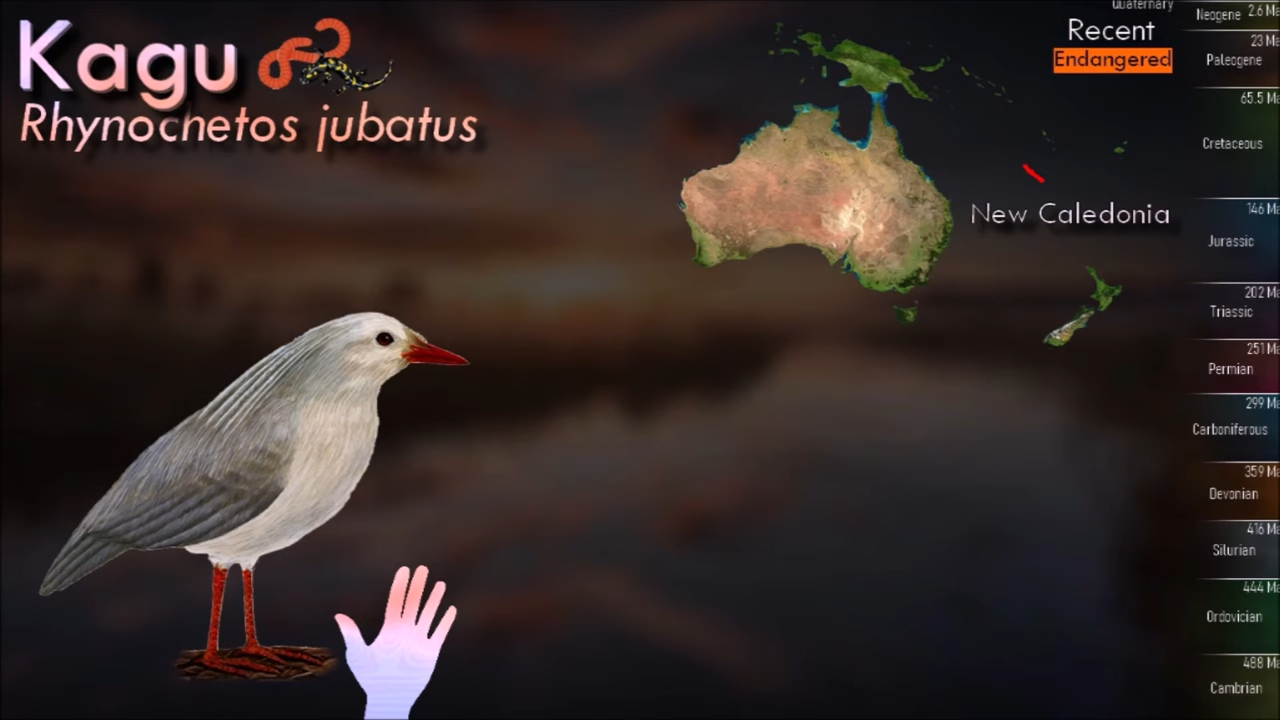 Kagu
Rhynochetos jubatus
Quaternary
Recent
Endangered
New Caledonia
Neogene 2.6 Ma
23 Ma
Paleogene
65.5 Ma
Cretaceous
146 Ma
Jurassic
202 Ma
Triassic
251 Ma
Permian
299 Ma
Carboniferous
359 Ma
Devonian
416 Ma
Silurian
444 Ma
Ordovician
488 Ma
Cambrian